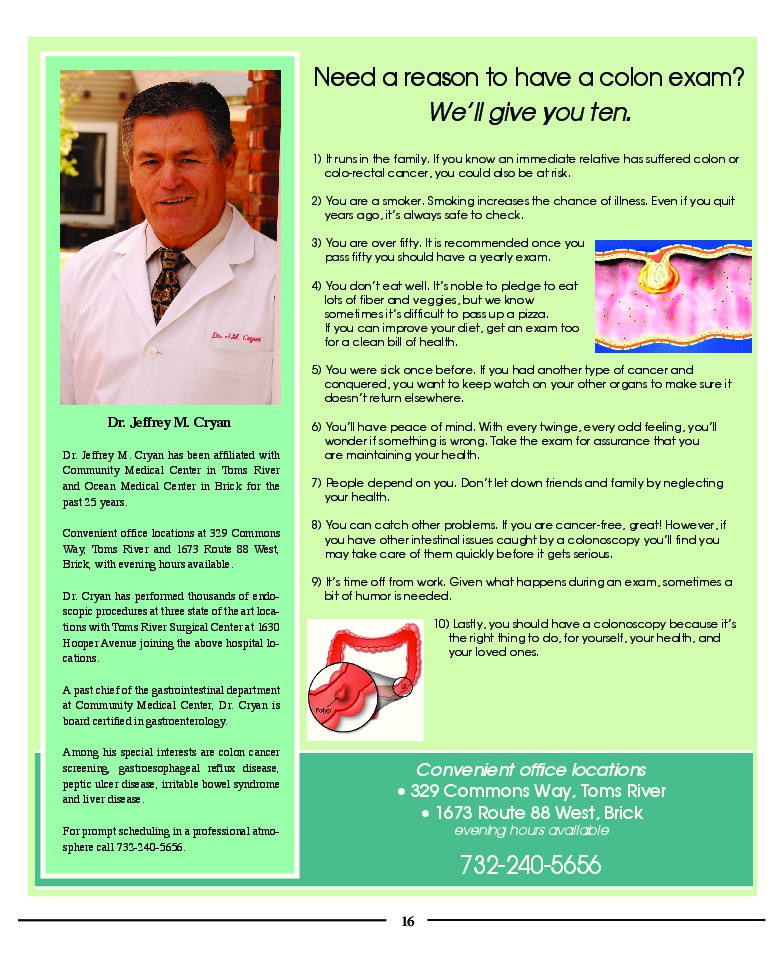 Need a reason to have a colon exam?
We'll give you ten.
1) It runs in the family. If you know an immediate relative has suffered colon or
colo-rectal cancer, you could also be at risk.
2) You are a smoker. Smoking increases the chance of illness. Even if you quit
years ago, it's always safe to check.
3) You are over fifty. It is recommended once you
pass fifty you should have a yearly exam.
4) You don't eat well. It's noble to pledge to eat
lots of fiber and veggies, but we know
sometimes it's difficult to pass up a pizza.
If you can improve your diet, get an exam too
for a clean bill of health.
5) You were sick once before. If you had another type of cancer and
conquered, you want to keep watch on your other organs to make sure it
doesn't return elsewhere.
6) You'll have peace of mind. With every twinge, every odd feeling, you'll
wonder if something is wrong. Take the exam for assurance that you
are maintaining your health.
7) People depend on you. Don't let down friends and family by neglecting
your health.
8) You can catch other problems. If you are cancer-free, great! However, if
you have other intestinal issues caught by a colonoscopy you'll find you
may take care of them quickly before it gets serious.
9) It's time off from work. Given what happens during an exam, sometimes a
bit of humor is needed.
10) Lastly, you should have a colonoscopy because it's
the right thing to do, for yourself, your health, and
your loved ones.
Polyp
Dr. J.M. Cryan
Dr. Jeffrey M. Cryan
Dr. Jeffrey M. Cryan has been affiliated with
Community Medical Center in Toms River
and Ocean Medical Center in Brick for the
past 25 years.
Convenient office locations at 329 Commons
Way, Toms River and 1673 Route 88 West,
Brick, with evening hours available.
Dr. Cryan has performed thousands of endo-
scopic procedures at three state of the art loca-
tions with Toms River Surgical Center at 1630
Hooper Avenue joining the above hospital lo-
cations.
A past chief of the gastrointestinal department
at Community Medical Center, Dr. Cryan is
board certified in gastroenterology.
Among his special interests are colon cancer
screening, gastroesophageal reflux disease,
peptic ulcer disease, irritable bowel syndrome
and liver disease.
For prompt scheduling in a professional atmo-
sphere call 732-240-5656.
Convenient office locations
• 329 Commons Way, Toms River
• 1673 Route 88 West, Brick
evening hours available
732-240-5656
16